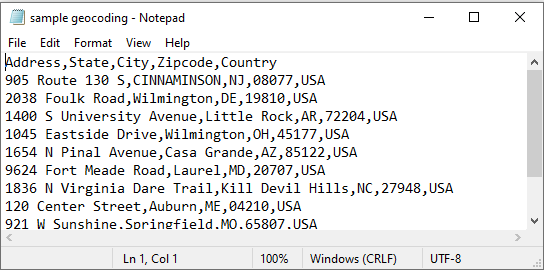 sample geocoding - Notepad
File Edit Format View Help
Address,State,City,Zipcode,Country
905 Route 130 S,CINNAMINSON,NJ,08077,USA
2038 Foulk Road,Wilmington,DE,19810,USA
1400 S University Avenue,Little Rock,AR,72204,USA
1045 Eastside Drive,Wilmington,OH,45177,USA
1654 N Pinal Avenue,Casa Grande,AZ,85122,USA
9624 Fort Meade Road,Laurel,MD,20707,USA
1836 N Virginia Dare Trail,Kill Devil Hills,NC,27948,USA
120 Center Street,Auburn,ME,04210,USA
921 W Sunshine,Springfield,MO,65807,USA
Ln 1, Col 1 100% Windows (CRLF) UTF-8